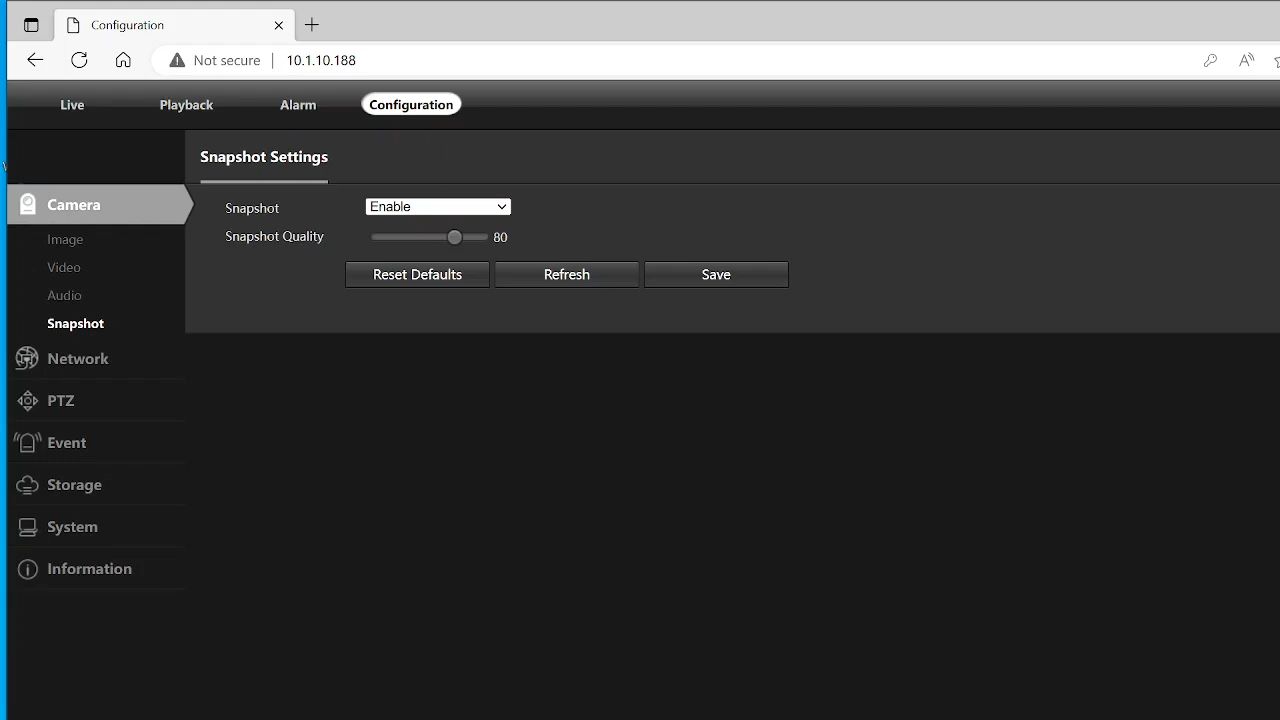 Configuration
Not secure 10.1.10.188
Live Playback Alarm Configuration
Snapshot Settings
Camera
Image
Video
Audio
Snapshot
Network
PTZ
Event
Storage
System
Information
Snapshot Enable
Snapshot Quality 80
Reset Defaults Refresh Save